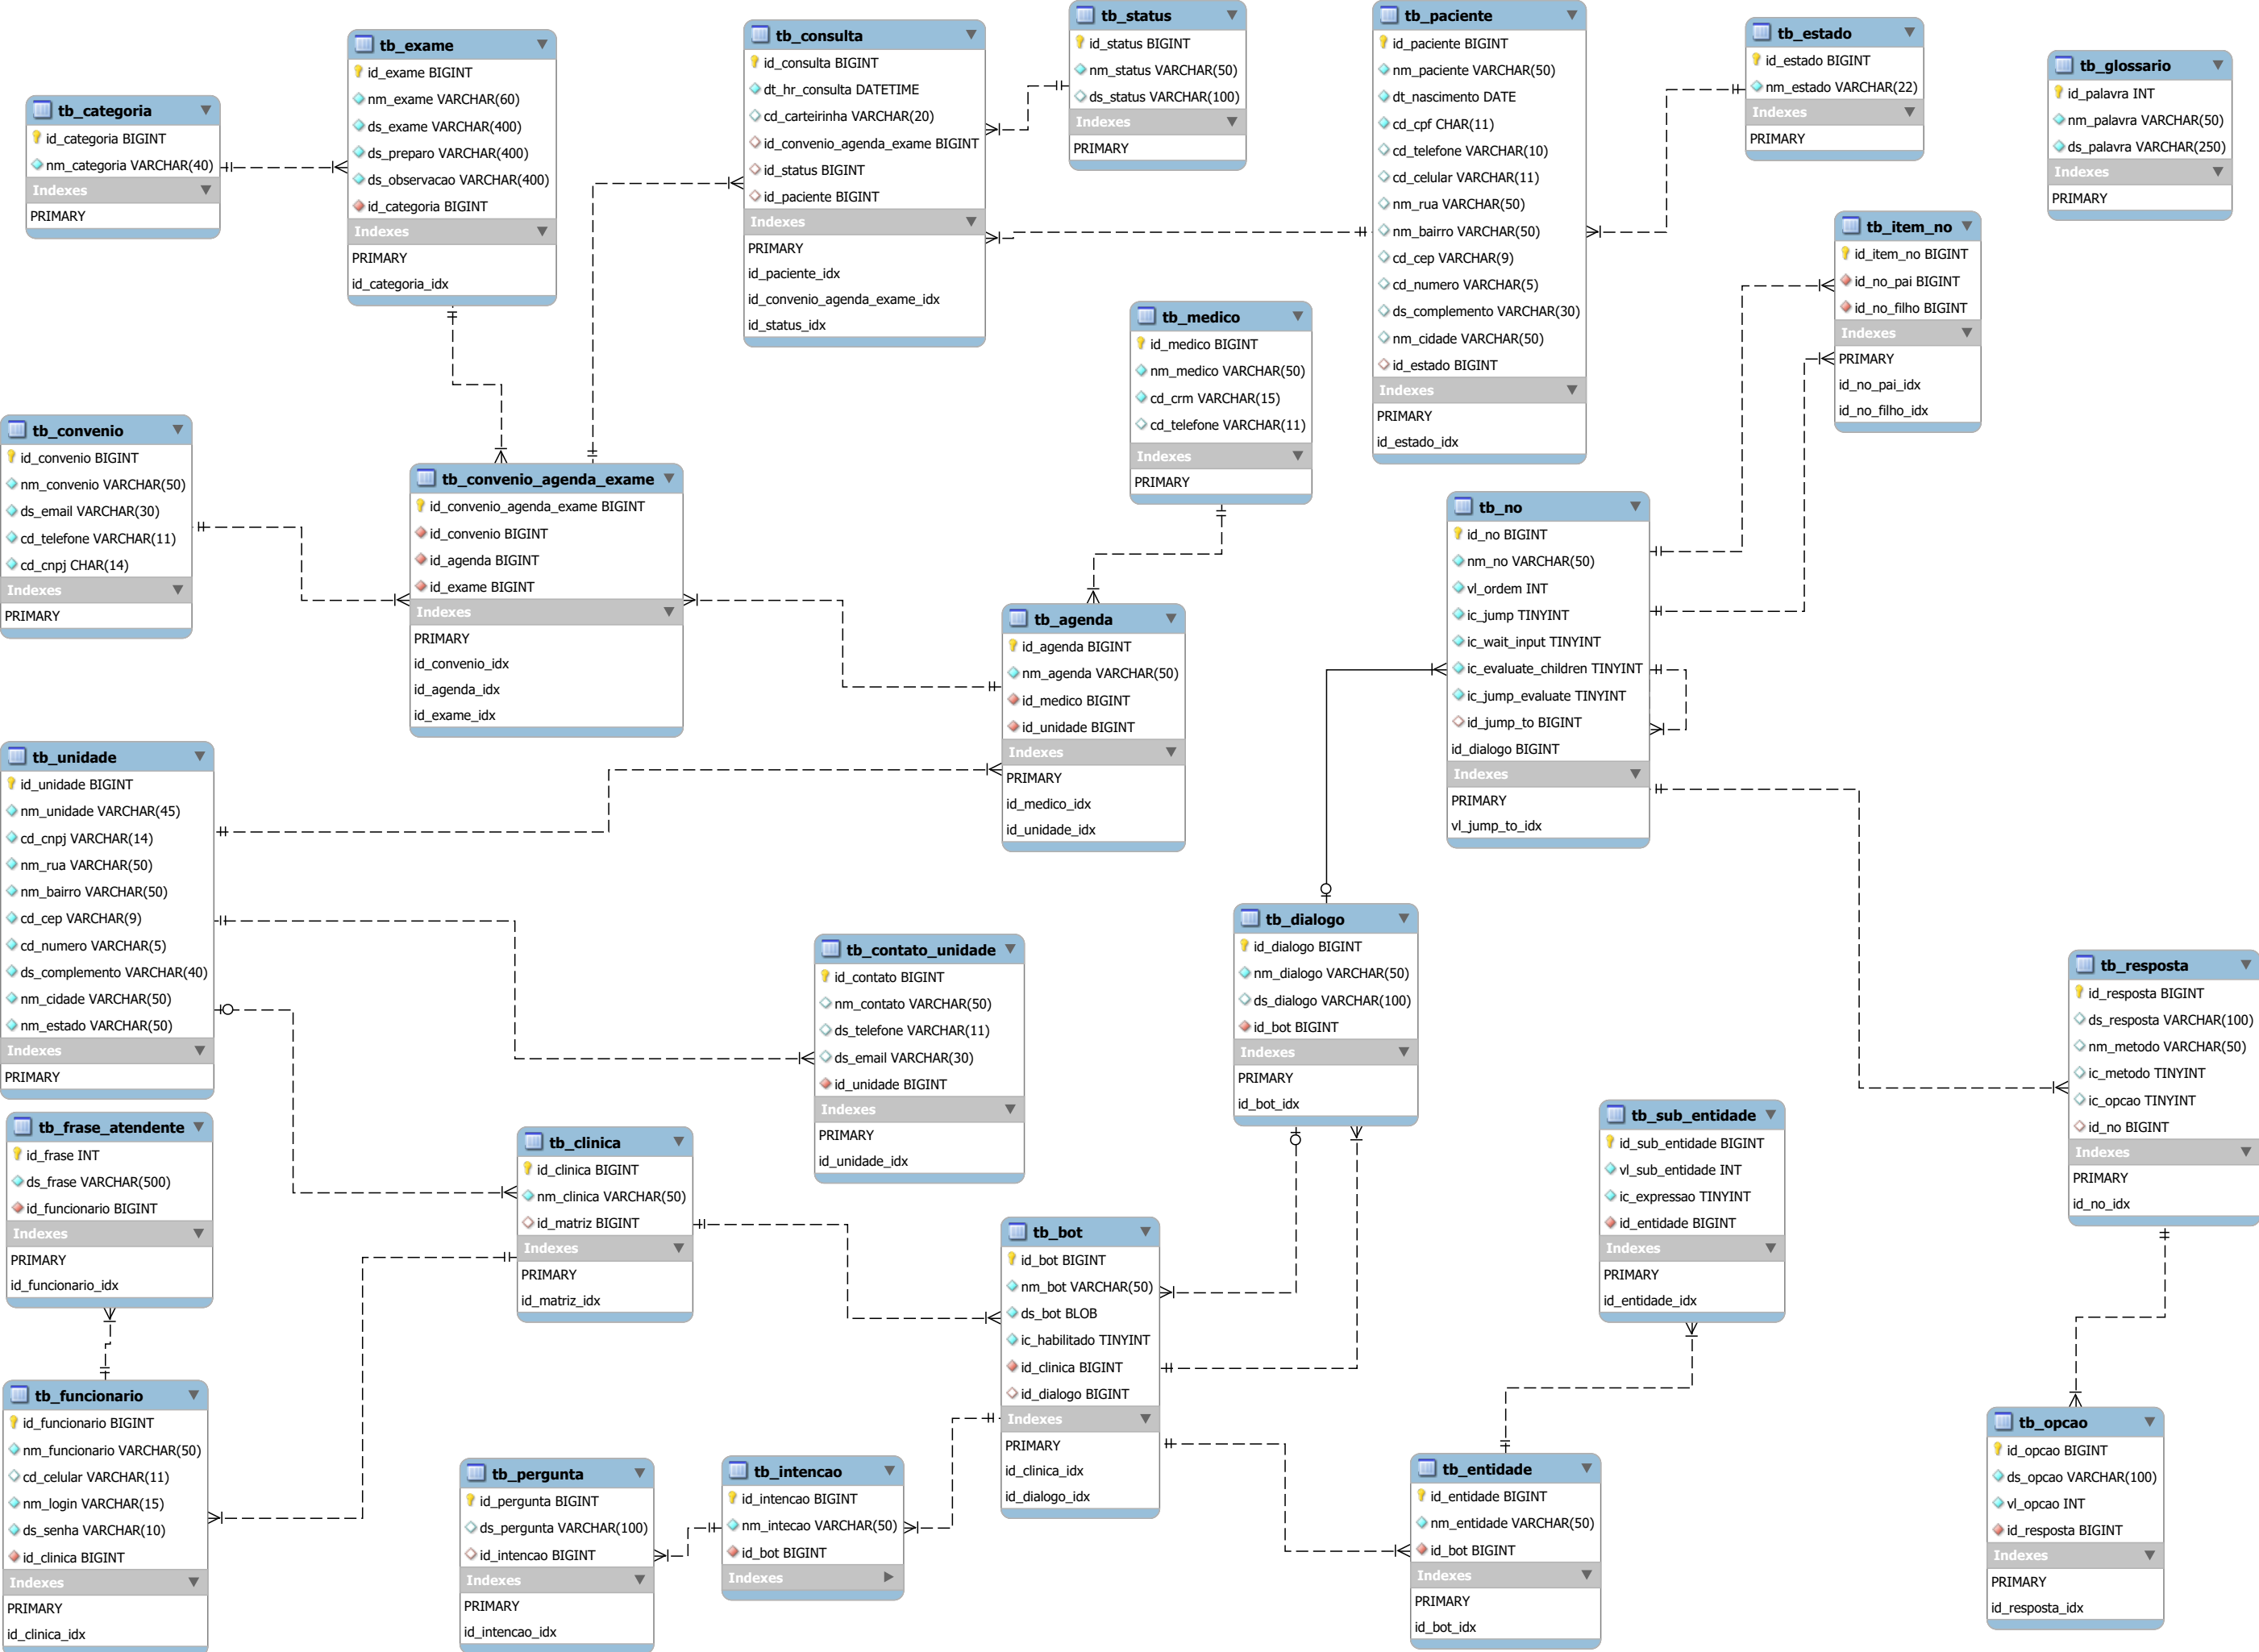 tb_categoria
id_categoria BIGINT
nm_categoria VARCHAR(40)
Indexes
PRIMARY
tb_exame
id_exame BIGINT
nm_exame VARCHAR(60)
ds_exame VARCHAR(400)
ds_preparo VARCHAR(400)
ds_observacao VARCHAR(400)
id_categoria BIGINT
Indexes
PRIMARY
id_categoria_idx
tb_consulta
id_consulta BIGINT
dt_hr_consulta DATETIME
cd_carteirinha VARCHAR(20)
id_convenio_agenda_exame BIGINT
id_status BIGINT
id_paciente BIGINT
Indexes
PRIMARY
id_paciente_idx
id_convenio_agenda_exame_idx
id_status_idx
tb_status
id_status BIGINT
nm_status VARCHAR(50)
ds_status VARCHAR(100)
Indexes
PRIMARY
tb_paciente
id_paciente BIGINT
nm_paciente VARCHAR(50)
dt_nascimento DATE
cd_cpf CHAR(11)
cd_telefone VARCHAR(10)
cd_celular VARCHAR(11)
nm_rua VARCHAR(50)
nm_bairro VARCHAR(50)
cd_cep VARCHAR(9)
cd_numero VARCHAR(5)
ds_complemento VARCHAR(30)
nm_cidade VARCHAR(50)
id_estado BIGINT
Indexes
PRIMARY
id_estado_idx
tb_estado
id_estado BIGINT
nm_estado VARCHAR(22)
Indexes
PRIMARY
tb_glossario
id_palavra INT
nm_palavra VARCHAR(50)
ds_palavra VARCHAR(250)
Indexes
PRIMARY
tb_item_no
id_item_no BIGINT
id_no_pai BIGINT
id_no_filho BIGINT
Indexes
PRIMARY
id_no_pai_idx
id_no_filho_idx
tb_medico
id_medico BIGINT
nm_medico VARCHAR(50)
cd_crm VARCHAR(15)
cd_telefone VARCHAR(11)
Indexes
PRIMARY
tb_convenio
id_convenio BIGINT
nm_convenio VARCHAR(50)
ds_email VARCHAR(30)
cd_telefone VARCHAR(11)
cd_cnpj CHAR(14)
Indexes
PRIMARY
tb_convenio_agenda_exame
id_convenio_agenda_exame BIGINT
id_convenio BIGINT
id_agenda BIGINT
id_exame BIGINT
Indexes
PRIMARY
id_convenio_idx
id_agenda_idx
id_exame_idx
tb_no
id_no BIGINT
nm_no VARCHAR(50)
vl_ordem INT
ic_jump TINYINT
ic_wait_input TINYINT
ic_evaluate_children TINYINT
ic_jump_evaluate TINYINT
id_jump_to BIGINT
id_dialogo BIGINT
Indexes
PRIMARY
vl_jump_to_idx
tb_agenda
id_agenda BIGINT
nm_agenda VARCHAR(50)
id_medico BIGINT
id_unidade BIGINT
Indexes
PRIMARY
id_medico_idx
id_unidade_idx
tb_unidade
id_unidade BIGINT
nm_unidade VARCHAR(45)
cd_cnpj VARCHAR(14)
nm_rua VARCHAR(50)
nm_bairro VARCHAR(50)
cd_cep VARCHAR(9)
cd_numero VARCHAR(5)
ds_complemento VARCHAR(40)
nm_cidade VARCHAR(50)
nm_estado VARCHAR(50)
Indexes
PRIMARY
tb_contato_unidade
id_contato BIGINT
nm_contato VARCHAR(50)
ds_telefone VARCHAR(11)
ds_email VARCHAR(30)
id_unidade BIGINT
Indexes
PRIMARY
id_unidade_idx
tb_dialogo
id_dialogo BIGINT
nm_dialogo VARCHAR(50)
ds_dialogo VARCHAR(100)
id_bot BIGINT
Indexes
PRIMARY
id_bot_idx
tb_resposta
id_resposta BIGINT
ds_resposta VARCHAR(100)
nm_metodo VARCHAR(50)
ic_metodo TINYINT
ic_opcao TINYINT
id_no BIGINT
Indexes
PRIMARY
id_no_idx
tb_frase_atendente
id_frase INT
ds_frase VARCHAR(500)
id_funcionario BIGINT
Indexes
PRIMARY
id_funcionario_idx
tb_clinica
id_clinica BIGINT
nm_clinica VARCHAR(50)
id_matriz BIGINT
Indexes
PRIMARY
id_matriz_idx
tb_sub_entidade
id_sub_entidade BIGINT
vl_sub_entidade INT
ic_expressao TINYINT
id_entidade BIGINT
Indexes
PRIMARY
id_entidade_idx
tb_bot
id_bot BIGINT
nm_bot VARCHAR(50)
ds_bot BLOB
ic_habilitado TINYINT
id_clinica BIGINT
id_dialogo BIGINT
Indexes
PRIMARY
id_clinica_idx
id_dialogo_idx
tb_funcionario
id_funcionario BIGINT
nm_funcionario VARCHAR(50)
cd_celular VARCHAR(11)
nm_login VARCHAR(15)
ds_senha VARCHAR(10)
id_clinica BIGINT
Indexes
PRIMARY
id_clinica_idx
tb_pergunta
id_pergunta BIGINT
ds_pergunta VARCHAR(100)
id_intencao BIGINT
Indexes
PRIMARY
id_intencao_idx
tb_intencao
id_intencao BIGINT
nm_intecao VARCHAR(50)
id_bot BIGINT
Indexes
tb_entidade
id_entidade BIGINT
nm_entidade VARCHAR(50)
id_bot BIGINT
Indexes
PRIMARY
id_bot_idx
tb_opcao
id_opcao BIGINT
ds_opcao VARCHAR(100)
vl_opcao INT
id_resposta BIGINT
Indexes
PRIMARY
id_resposta_idx